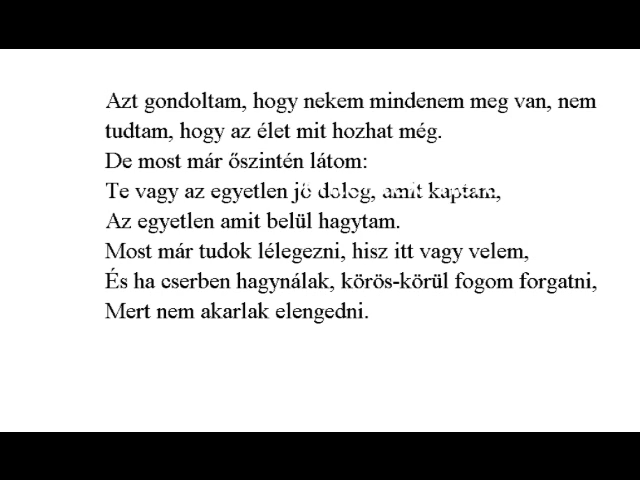 Azt gondoltam, hogy nekem mindenem meg van, nem
tudtam, hogy az élet mit hozhat még.
De most már őszintén látom:
Te vagy az egyetlen jó dolog, amit kaptam,
Az egyetlen amit belül hagytam.
Most már tudok lélegezni, hisz itt vagy velem,
És ha cserben hagynálak, körös-körül fogom forgatni,
Mert nem akarlak elengedni.